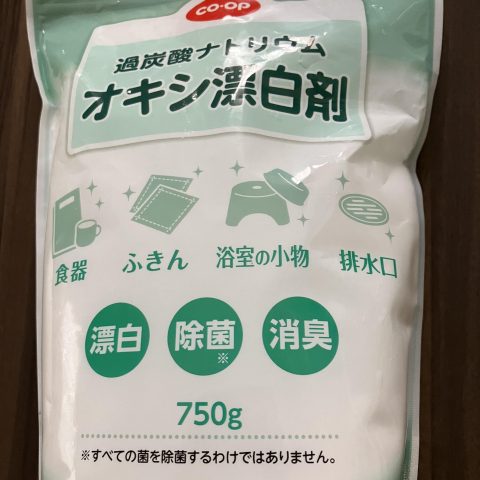 co-op
過炭酸ナトリウム
オキシ漂白剤
食器 ふきん 浴室の小物 排水口
漂白 除菌※ 消臭
750g
※すべての菌を除菌するわけではありません。